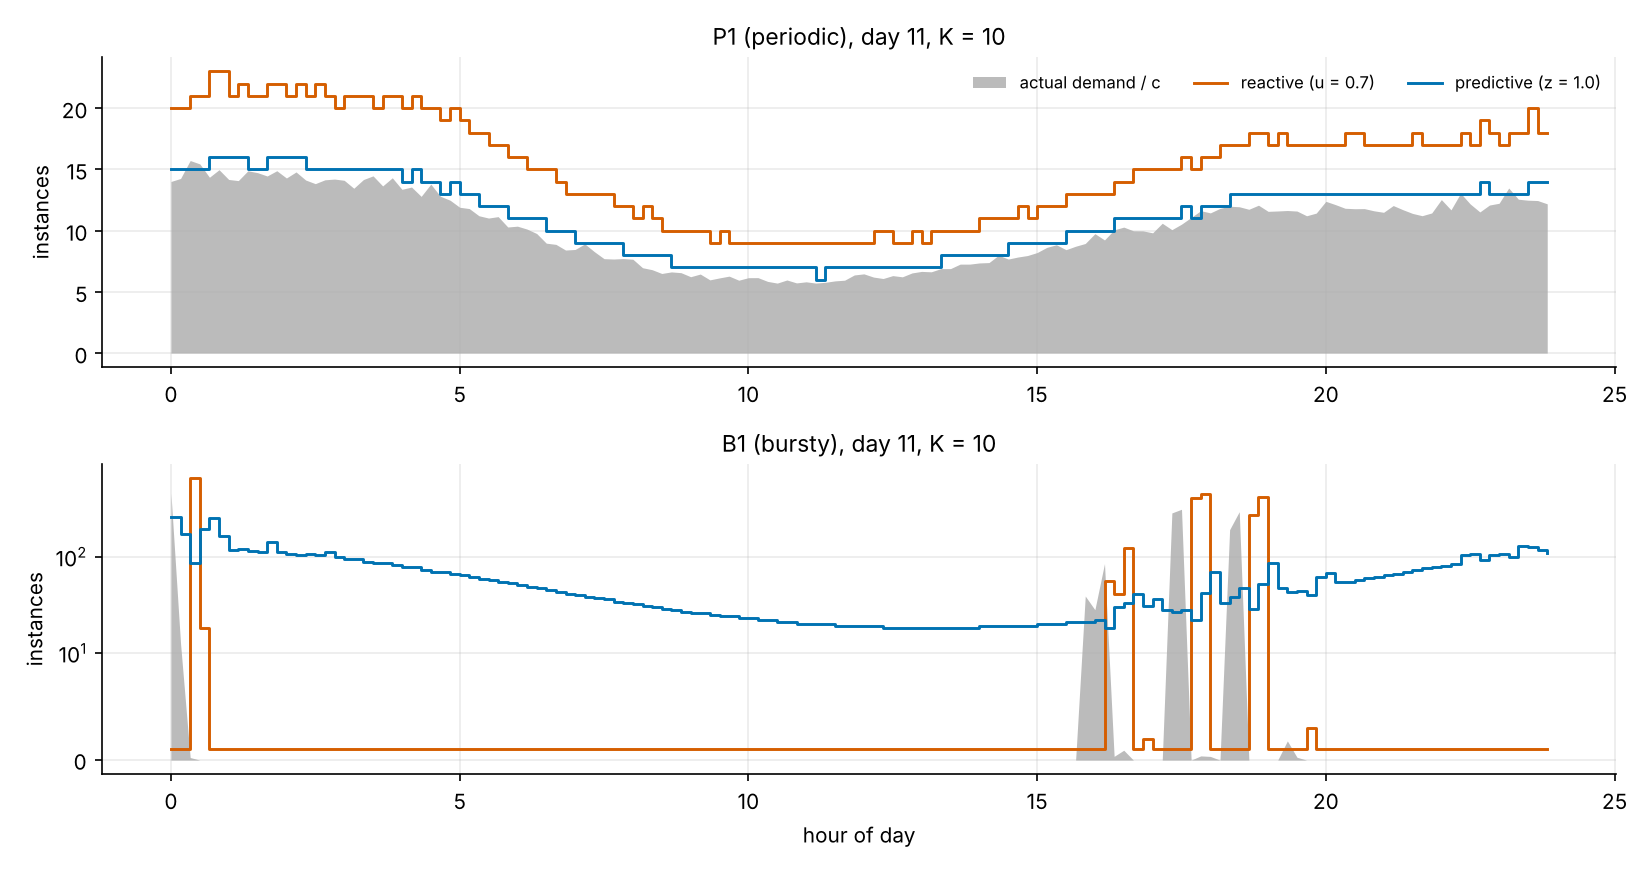 P1 (periodic), day 11, K = 10
actual demand / c
reactive (u = 0.7)
predictive (z = 1.0)
instances
20
15
10
5
0
0 5 10 15 20 25
B1 (bursty), day 11, K = 10
instances
10²
10¹
0
0 5 10 15 20 25
hour of day